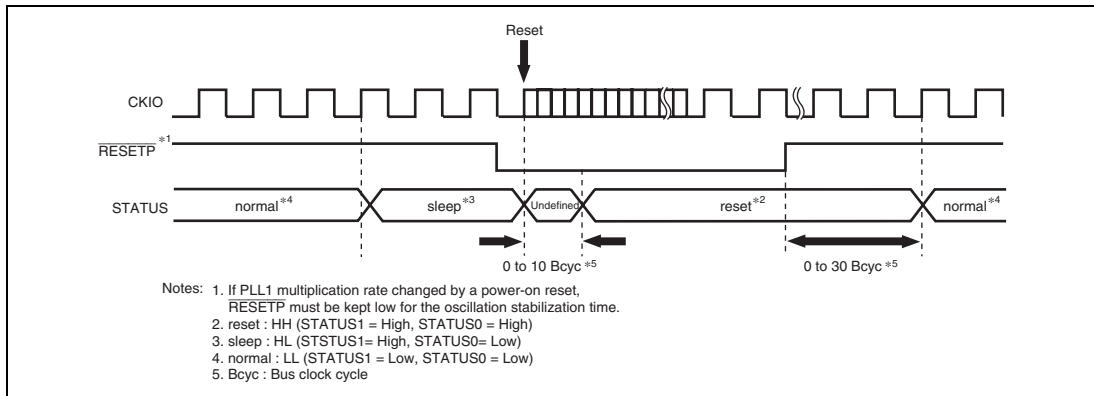 Reset
CKIO
RESETP *1
STATUS
normal*4
sleep*3
Undefined
reset*2
normal*4
0 to 10 Bcyc *5
0 to 30 Bcyc *5
Notes: 1. If PLL1 multiplication rate changed by a power-on reset,
RESETP must be kept low for the oscillation stabilization time.
2. reset : HH (STATUS1 = High, STATUS0 = High)
3. sleep : HL (STSTUS1= High, STATUS0= Low)
4. normal : LL (STATUS1 = Low, STATUS0 = Low)
5. Bcyc : Bus clock cycle